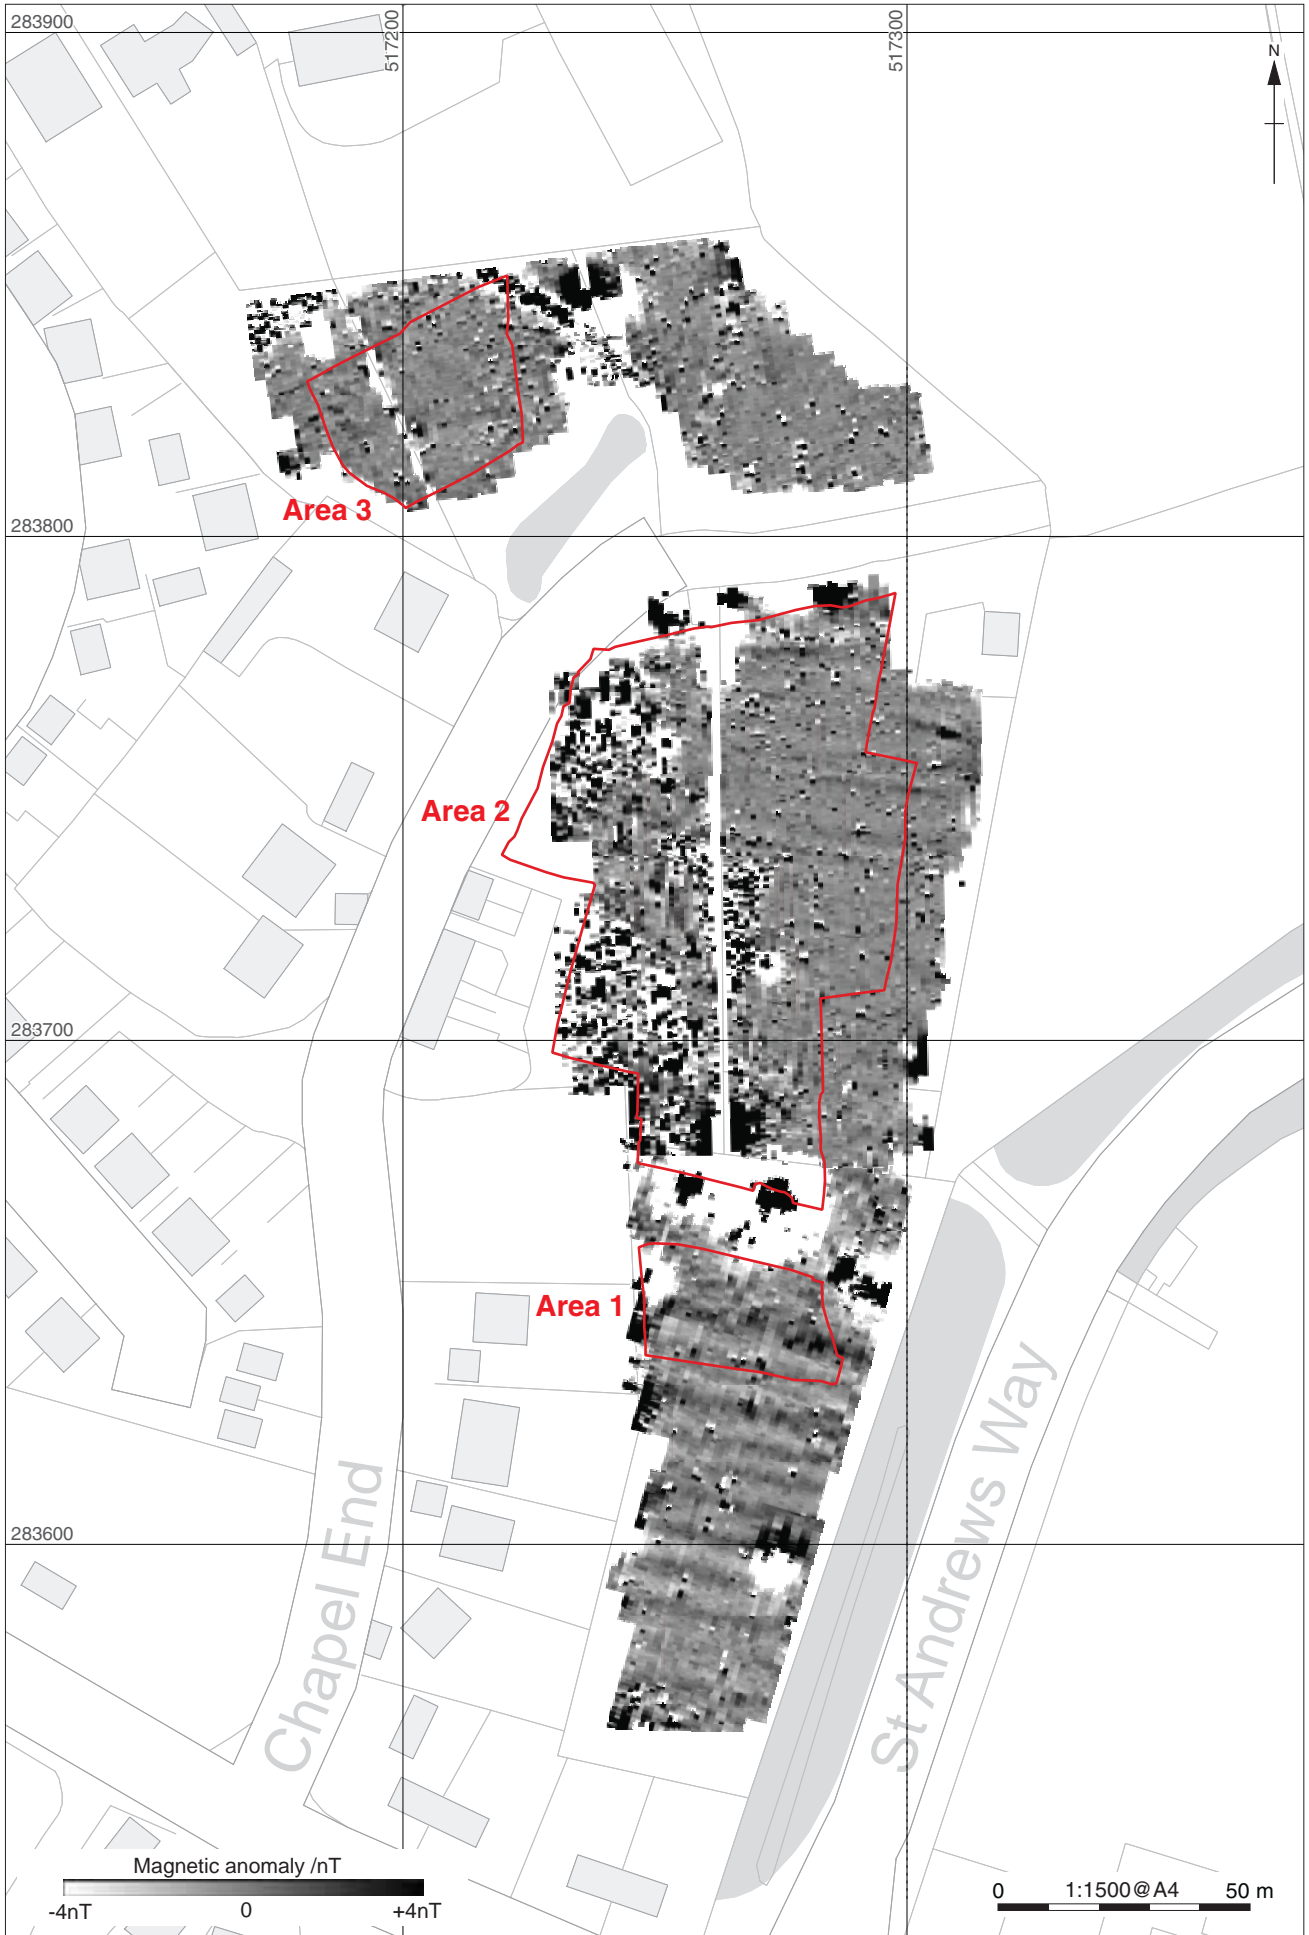 283900
517200
517300
N
Area 3
283800
Area 2
283700
Area 1
283600
Chapel End
St Andrews Way
Magnetic anomaly /nT
-4nT
0
+4nT
0
1:1500@A4
50 m